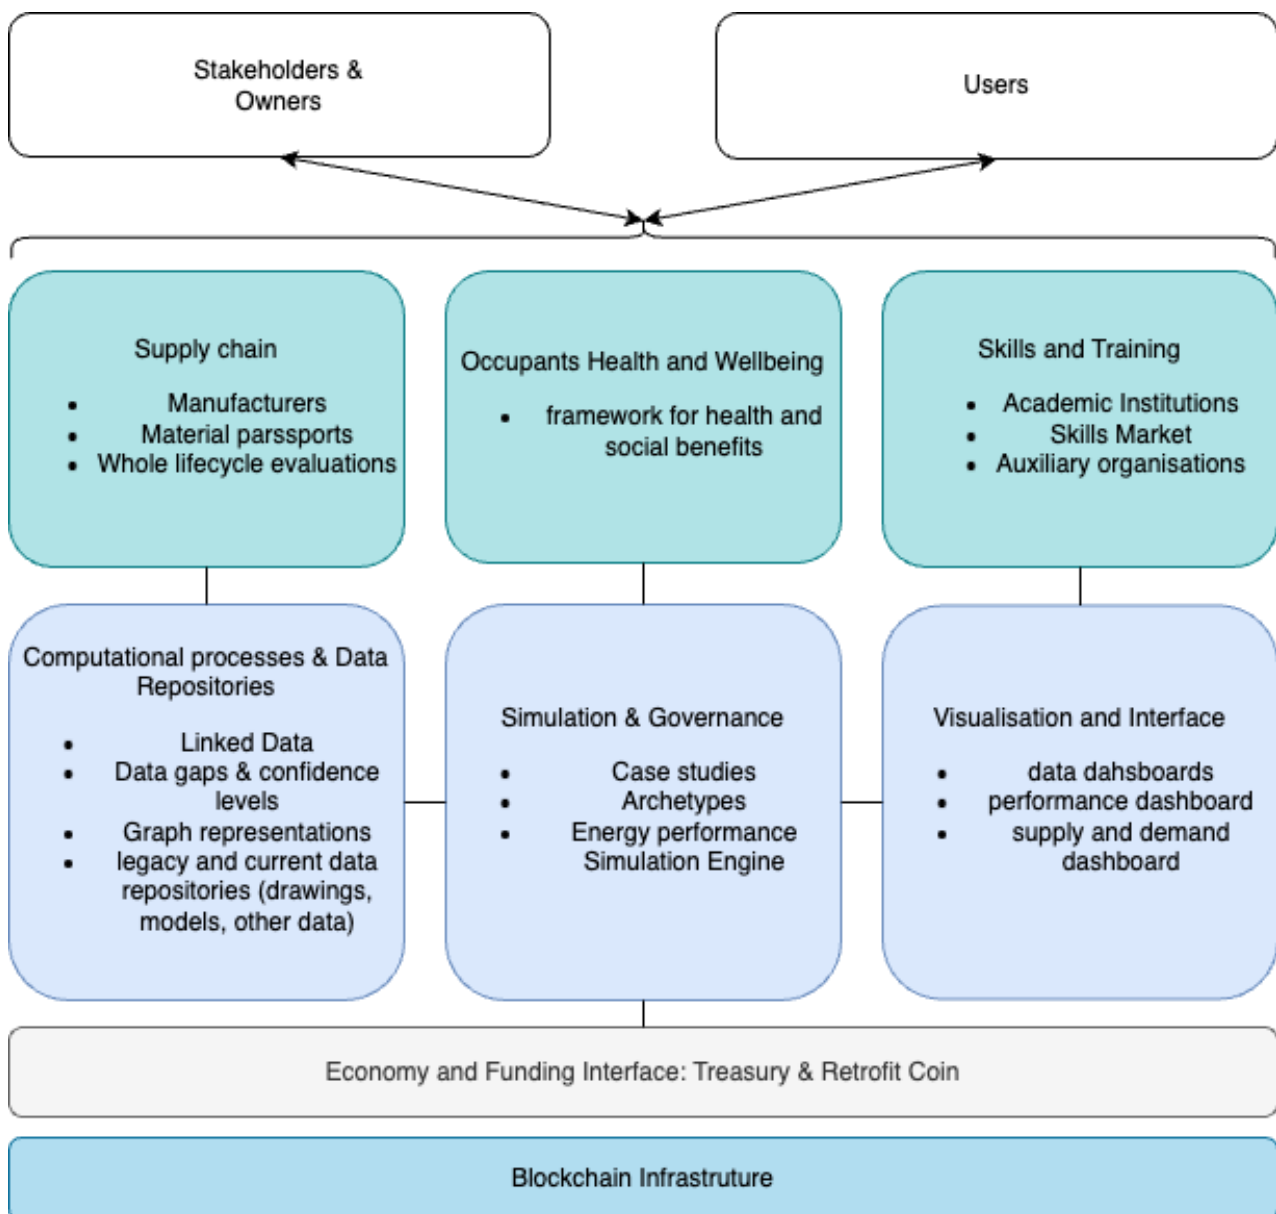 Stakeholders &
Owners
Users
Supply chain
• Manufacturers
• Material parssports
• Whole lifecycle evaluations
Occupants Health and Wellbeing
• framework for health and
social benefits
Skills and Training
• Academic Institutions
• Skills Market
• Auxiliary organisations
Computational processes & Data
Repositories
• Linked Data
• Data gaps & confidence
levels
• Graph representations
• legacy and current data
repositories (drawings,
models, other data)
Simulation & Governance
• Case studies
• Archetypes
• Energy performance
Simulation Engine
Visualisation and Interface
• data dahsboards
• performance dashboard
• supply and demand
dashboard
Economy and Funding Interface: Treasury & Retrofit Coin
Blockchain Infrastruture